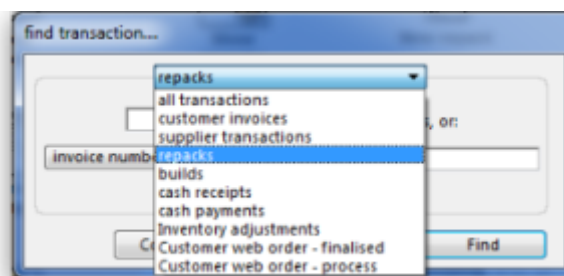 find transaction...
repacks
all transactions
customer invoices
supplier transactions
s, or:
repacks
invoice numb
builds
cash receipts
cash payments
Inventory adjustments
Customer web order - finalised
Find
Customer web order - process